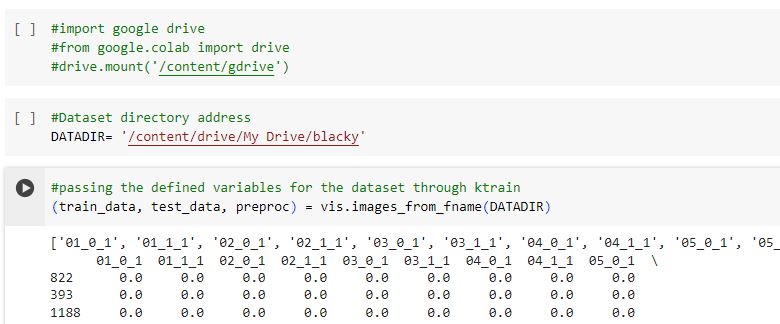 [ ] #import google drive
#from google.colab import drive
#drive.mount('/content/gdrive')
[ ] #Dataset directory address
DATADIR= '/content/drive/My Drive/blacky'
#passing the defined variables for the dataset through ktrain
(train_data, test_data, preproc) = vis.images_from_fname(DATADIR)
['01_0_1', '01_1_1', '02_0_1', '02_1_1', '03_0_1', '03_1_1', '04_0_1', '04_1_1', '05_0_1', '05_
01_0_1 01_1_1 02_0_1 02_1_1 03_0_1 03_1_1 04_0_1 04_1_1 05_0_1 \
822 0.0 0.0 0.0 0.0 0.0 0.0 0.0 0.0 0.0
393 0.0 0.0 0.0 0.0 0.0 0.0 0.0 0.0 0.0
1188 0.0 0.0 0.0 0.0 0.0 0.0 0.0 0.0 0.0